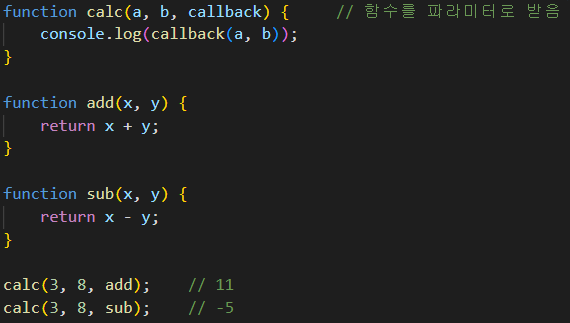 function calc(a, b, callback) {     // 함수를 파라미터로 받음
    console.log(callback(a, b));
}

function add(x, y) {
    return x + y;
}

function sub(x, y) {
    return x - y;
}

calc(3, 8, add);    // 11
calc(3, 8, sub);    // -5